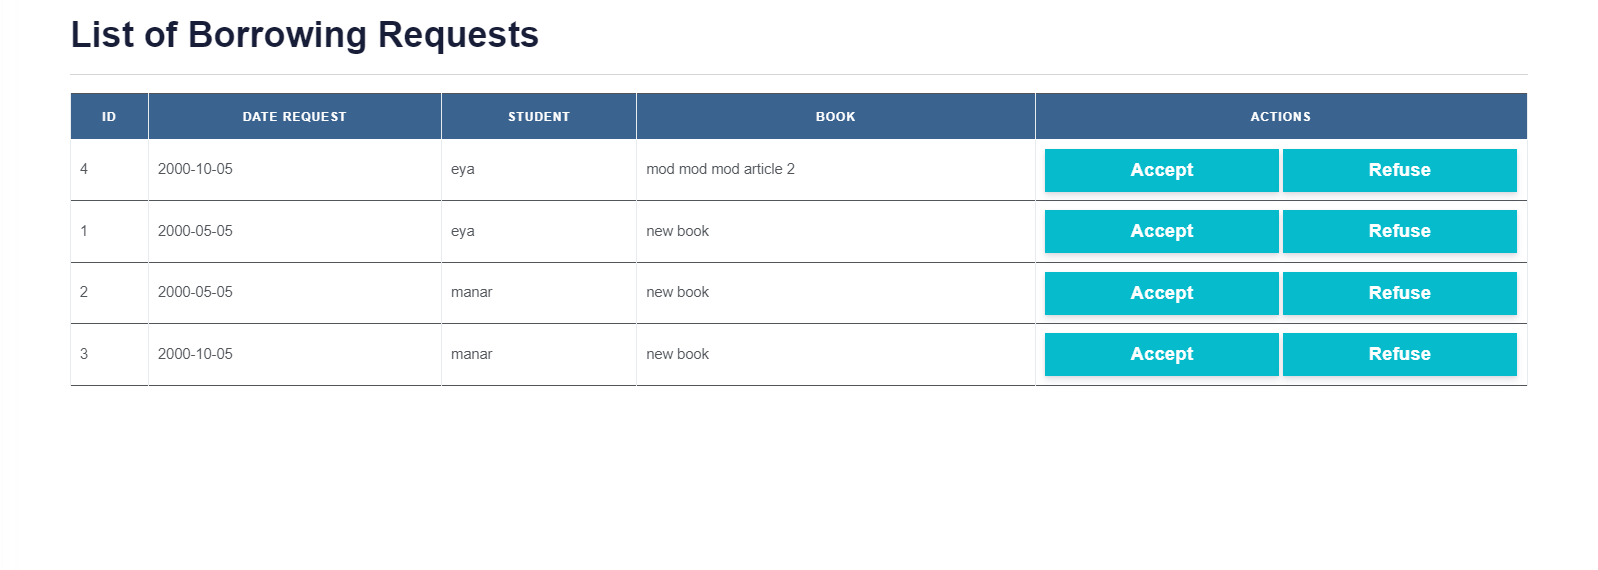 List of Borrowing Requests
ID DATE REQUEST STUDENT BOOK ACTIONS
4 2000-10-05 eya mod mod mod article 2 Accept Refuse
1 2000-05-05 eya new book Accept Refuse
2 2000-05-05 manar new book Accept Refuse
3 2000-10-05 manar new book Accept Refuse